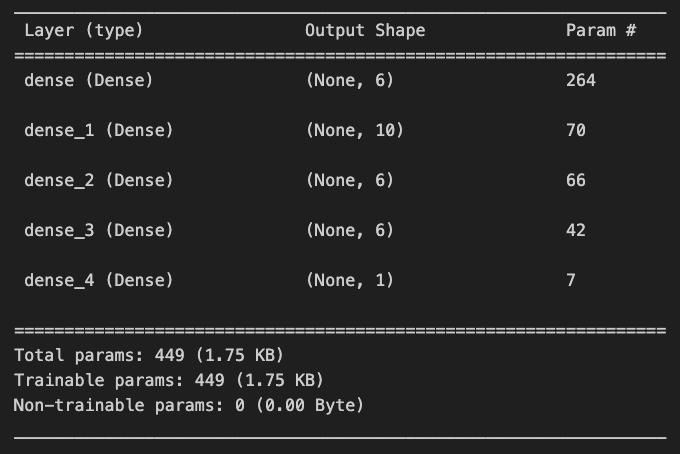 Layer (type) Output Shape Param #
=================================================================
dense (Dense) (None, 6) 264
dense_1 (Dense) (None, 10) 70
dense_2 (Dense) (None, 6) 66
dense_3 (Dense) (None, 6) 42
dense_4 (Dense) (None, 1) 7
=================================================================
Total params: 449 (1.75 KB)
Trainable params: 449 (1.75 KB)
Non-trainable params: 0 (0.00 Byte)